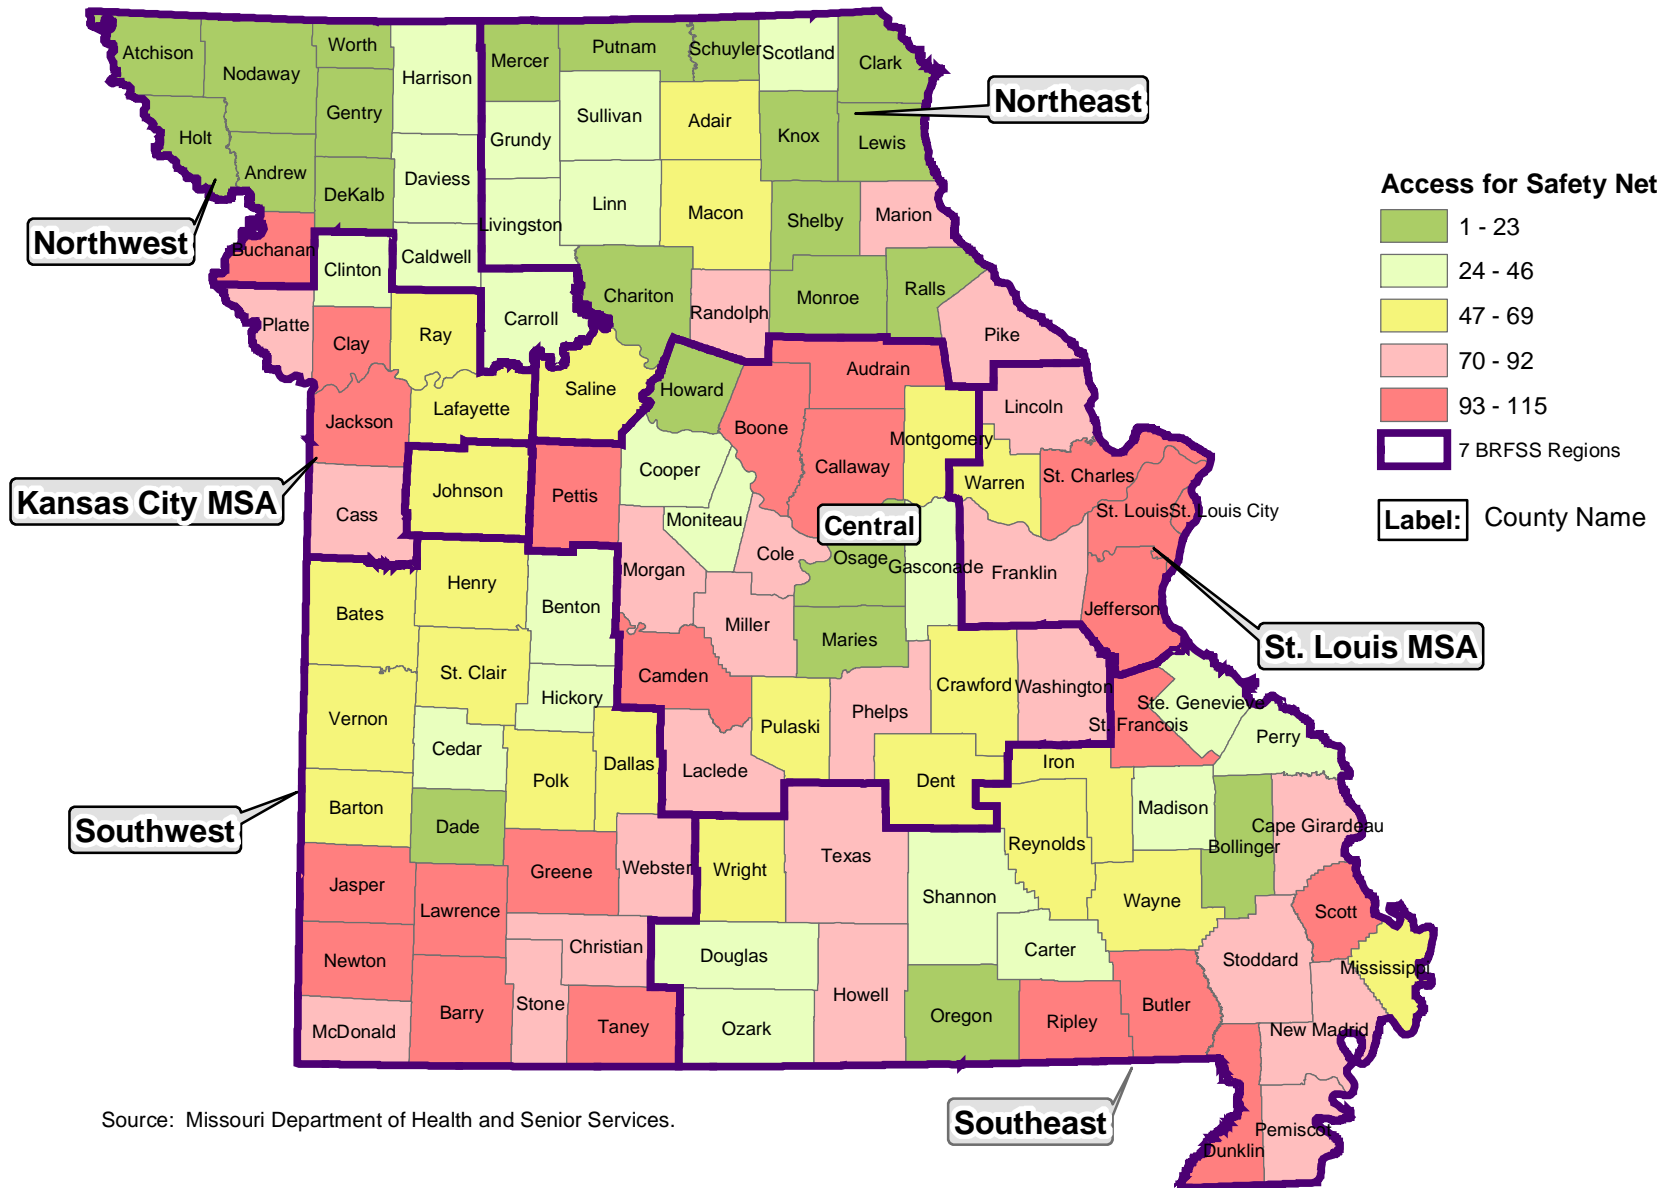 Atchison
Nodaway
Worth
Harrison
Mercer
Putnam
Schuyler
Scotland
Clark
Gentry
Holt
Andrew
DeKalb
Daviess
Grundy
Sullivan
Adair
Knox
Lewis
Northeast
Linn
Macon
Shelby
Marion
Livingston
Northwest
Buchanan
Clinton
Caldwell
Carroll
Chariton
Randolph
Monroe
Ralls
Pike
Platte
Clay
Ray
Saline
Howard
Audrain
Lincoln
Jackson
Lafayette
Boone
Callaway
Montgomery
Warren
St. Charles
St. Louis
St. Louis City
Kansas City MSA
Cass
Johnson
Pettis
Cooper
Moniteau
Central
Cole
Osage
Gasconade
Franklin
Jefferson
St. Louis MSA
Morgan
Miller
Maries
Henry
Benton
Bates
St. Clair
Hickory
Camden
Pulaski
Phelps
Crawford
Washington
St. Francois
Ste. Genevieve
Perry
Vernon
Cedar
Polk
Dallas
Laclede
Dent
Iron
Madison
Southwest
Barton
Dade
Reynolds
Bollinger
Cape Girardeau
Jasper
Lawrence
Greene
Webster
Wright
Texas
Shannon
Wayne
Scott
Newton
Christian
Douglas
Howell
Carter
Stoddard
Mississippi
McDonald
Barry
Stone
Taney
Ozark
Oregon
Ripley
Butler
New Madrid
Southeast
Dunklin
Pemiscot
Access for Safety Net
1 - 23
24 - 46
47 - 69
70 - 92
93 - 115
7 BRFSS Regions
Label: County Name
Source: Missouri Department of Health and Senior Services.